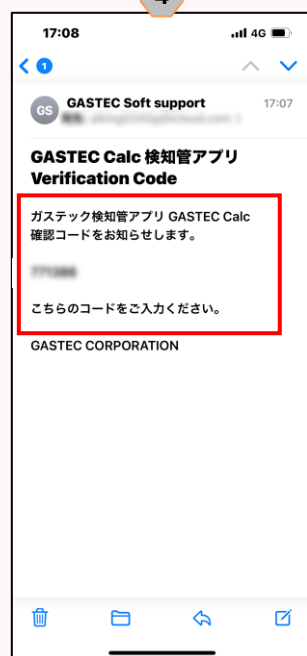 4
17:08
4G
1
GS
GASTEC Soft support
17:07
GASTEC Calc 検知管アプリ
Verification Code
ガステック検知管アプリ GASTEC Calc
確認コードをお知らせします。
こちらのコードをご入力ください。
GASTEC CORPORATION